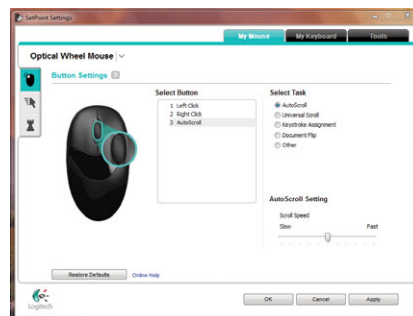 SetPoint Settings
My Mouse My Keyboard Tools
Optical Wheel Mouse
Button Settings ?
Select Button
1 Left Click
2 Right Click
3 AutoScroll
Select Task
AutoScroll
Universal Scroll
Keystroke Assignment
Document Flip
Other
AutoScroll Setting
Scroll Speed
Slow Fast
Restore Defaults Online Help
Logitech
OK Cancel Apply